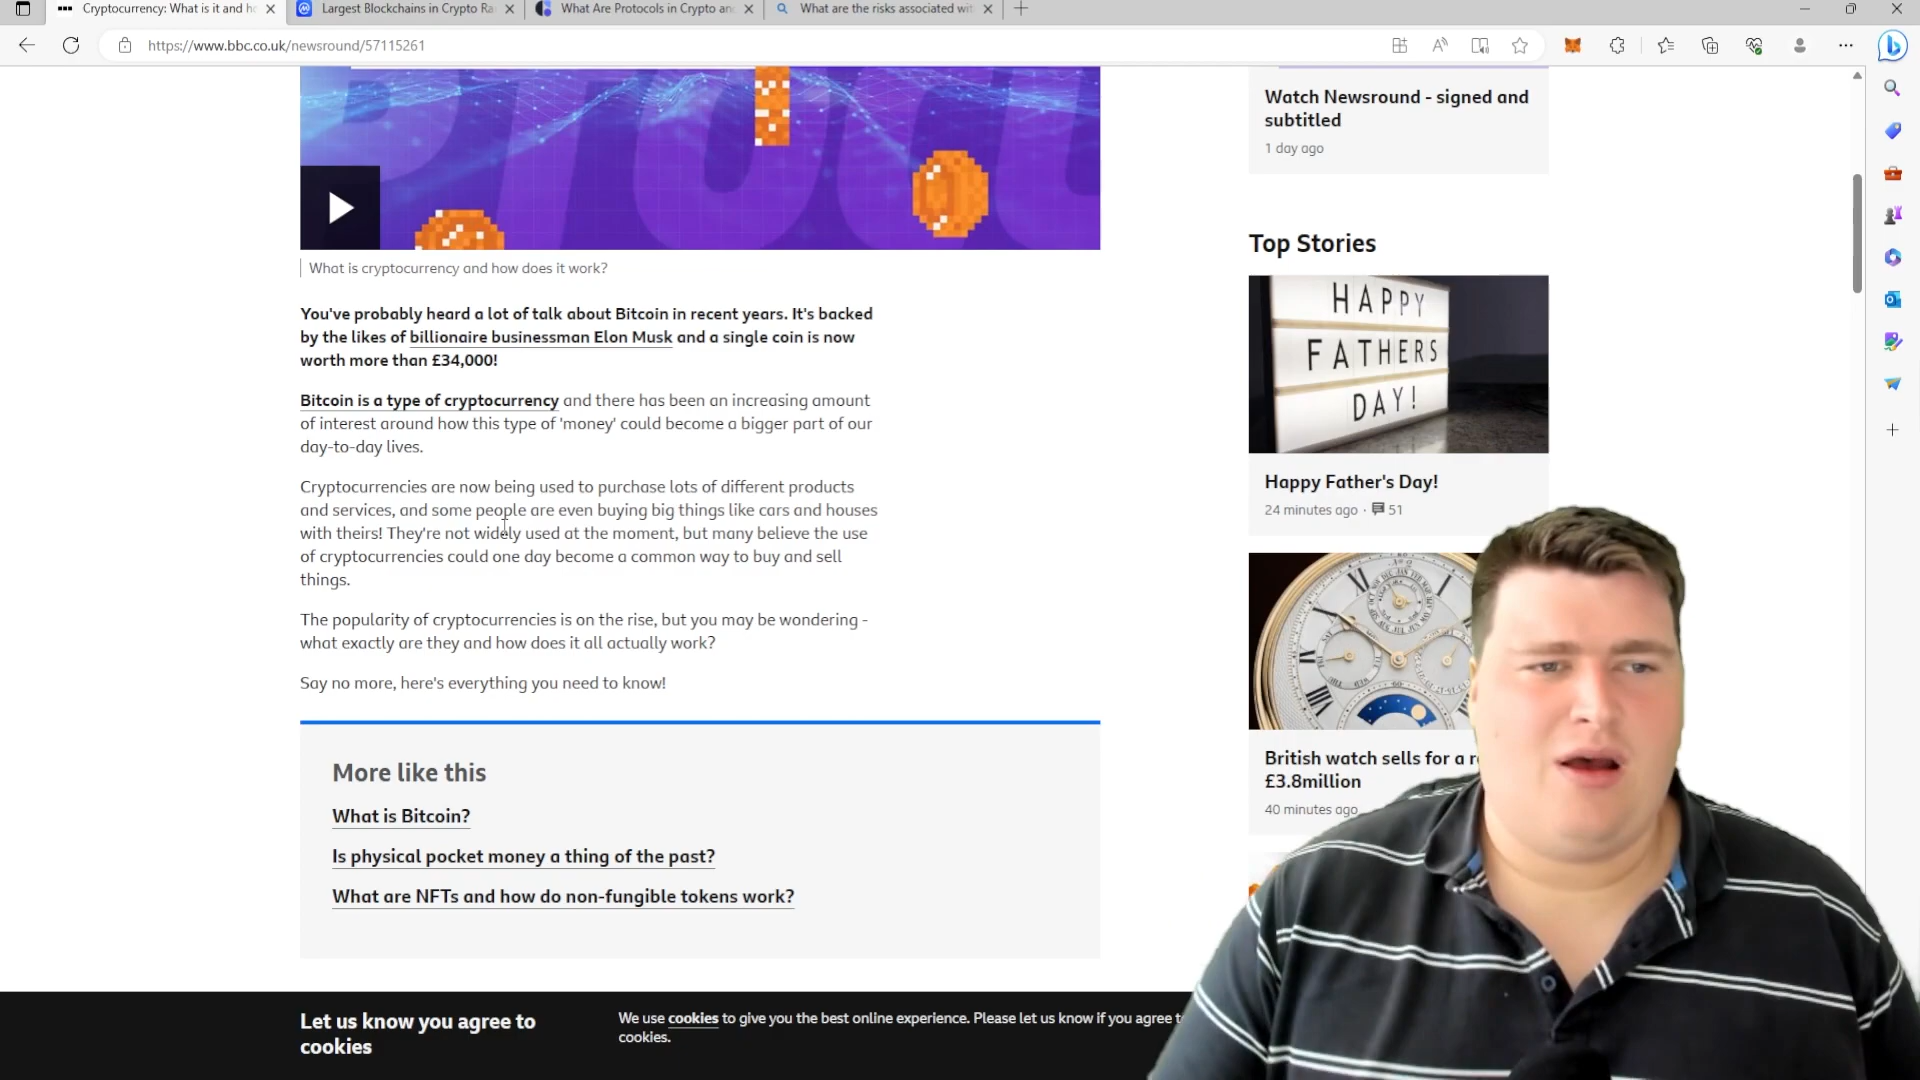 Cryptocurrency: What is it and ho
Largest Blockchains in Crypto Ra
What Are Protocols in Crypto an
What are the risks associated wit
https://www.bbc.co.uk/newsround/57115261
What is cryptocurrency and how does it work?
You've probably heard a lot of talk about Bitcoin in recent years. It's backed
by the likes of billionaire businessman Elon Musk and a single coin is now
worth more than £34,000!
Bitcoin is a type of cryptocurrency and there has been an increasing amount
of interest around how this type of 'money' could become a bigger part of our
day-to-day lives.
Cryptocurrencies are now being used to purchase lots of different products
and services, and some people are even buying big things like cars and houses
with theirs! They're not widely used at the moment, but many believe the use
of cryptocurrencies could one day become a common way to buy and sell
things.
The popularity of cryptocurrencies is on the rise, but you may be wondering -
what exactly are they and how does it all actually work?
Say no more, here's everything you need to know!
More like this
What is Bitcoin?
Is physical pocket money a thing of the past?
What are NFTs and how do non-fungible tokens work?
Watch Newsround - signed and
subtitled
1 day ago
Top Stories
HAPPY
FATHERS
DAY!
Happy Father's Day!
24 minutes ago · 51
British watch sells for a r
£3.8million
40 minutes ago
Let us know you agree to
cookies
We use cookies to give you the best online experience. Please let us know if you agree t
cookies.